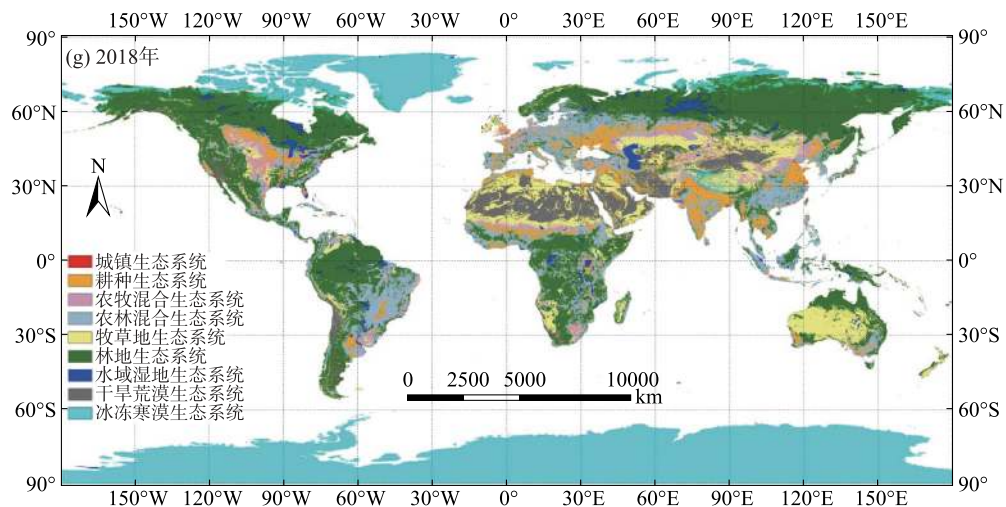 150°W 120°W 90°W 60°W 30°W 0° 30°E 60°E 90°E 120°E 150°E
90° 90°
(g) 2018年
60°N 60°N
N
30°N 30°N
0° 0°
城镇生态系统
耕种生态系统
农牧混合生态系统
农林混合生态系统
30°S 30°S
牧草地生态系统
林地生态系统
水域湿地生态系统
0 2500 5000 10000
km
干旱荒漠生态系统
60°S 60°S
冰冻寒漠生态系统
90° 90°
150°W 120°W 90°W 60°W 30°W 0° 30°E 60°E 90°E 120°E 150°E